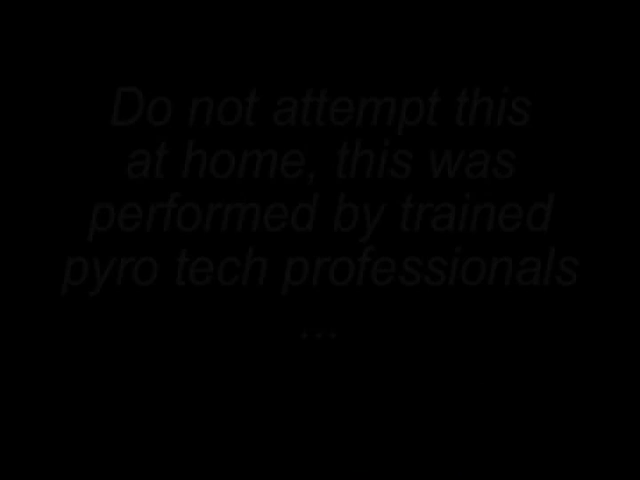 Do not attempt this
at home, this was
performed by trained
pyro tech professionals
...